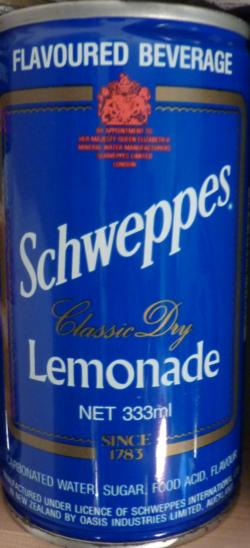 FLAVOURED BEVERAGE
BY APPOINTMENT TO
HER MAJESTY QUEEN ELIZABETH II
MINERAL WATER MANUFACTURERS
SCHWEPPES LIMITED
LONDON
Schweppes
Classic Dry
Lemonade
NET 333ml
SINCE
1783
CARBONATED WATER, SUGAR, FOOD ACID, FLAVOUR
UNDER LICENCE OF SCHWEPPES INTERNATIONAL
NEW ZEALAND BY OASIS INDUSTRIES LIMITED,